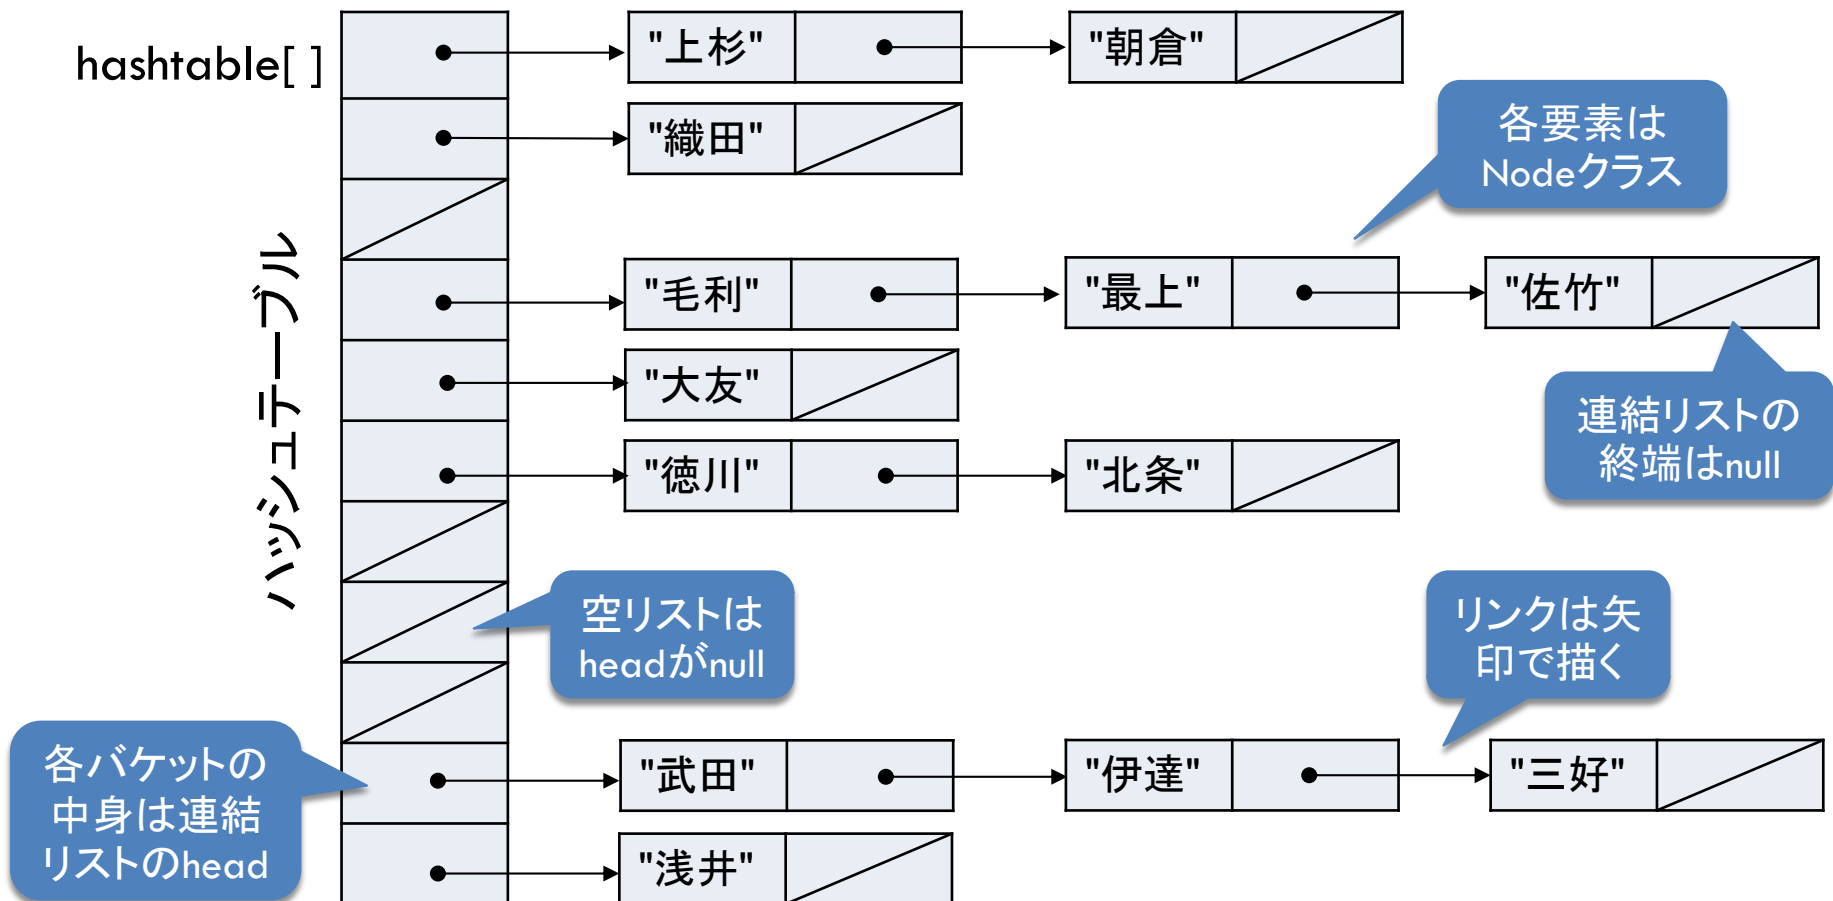 hashtable[ ]
"上杉"
"朝倉"
"織田"
各要素は
Nodeクラス
ハッシュテーブル
"毛利"
"最上"
"佐竹"
"大友"
連結リストの
終端はnull
"徳川"
"北条"
空リストは
headがnull
リンクは矢
印で描く
各バケットの
中身は連結
リストのhead
"武田"
"伊達"
"三好"
"浅井"